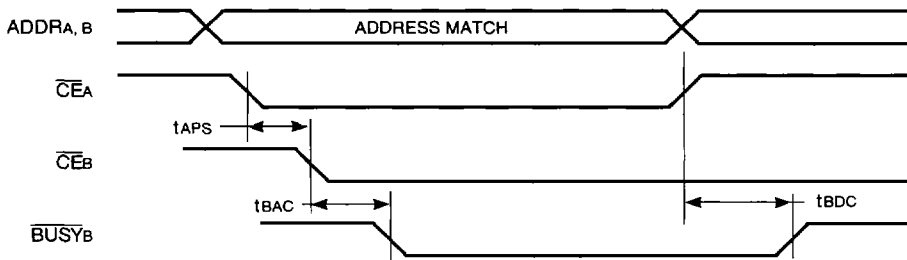 ADDRA, B
ADDRESS MATCH
CEA
tAPS
CEB
tBAC
tBDC
BUSYB